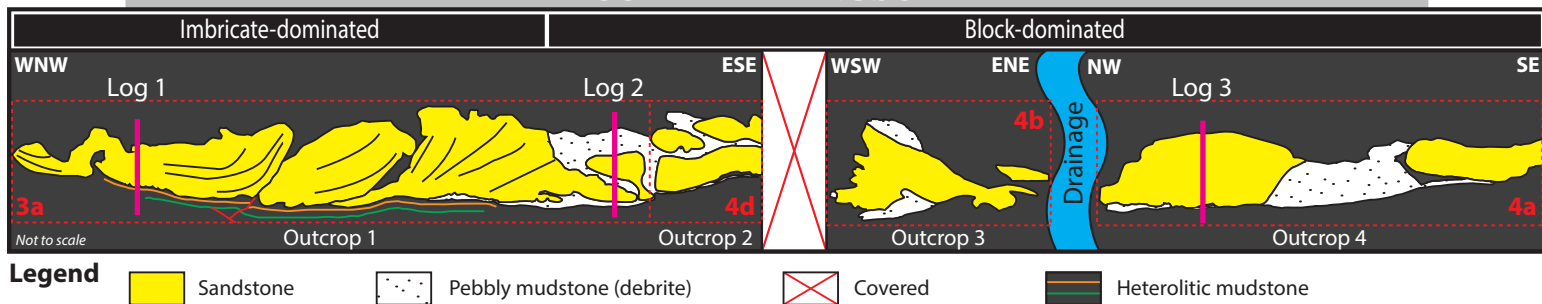 Imbricate-dominated Block-dominated
WNW ESE WSW ENE NW SE
Log 1 Log 2 Log 3
4b
Drainage
3a 4d 4a
Not to scale Outcrop 1 Outcrop 2 Outcrop 3 Outcrop 4
Legend Sandstone Pebbly mudstone (debrite) Covered Heterolitic mudstone